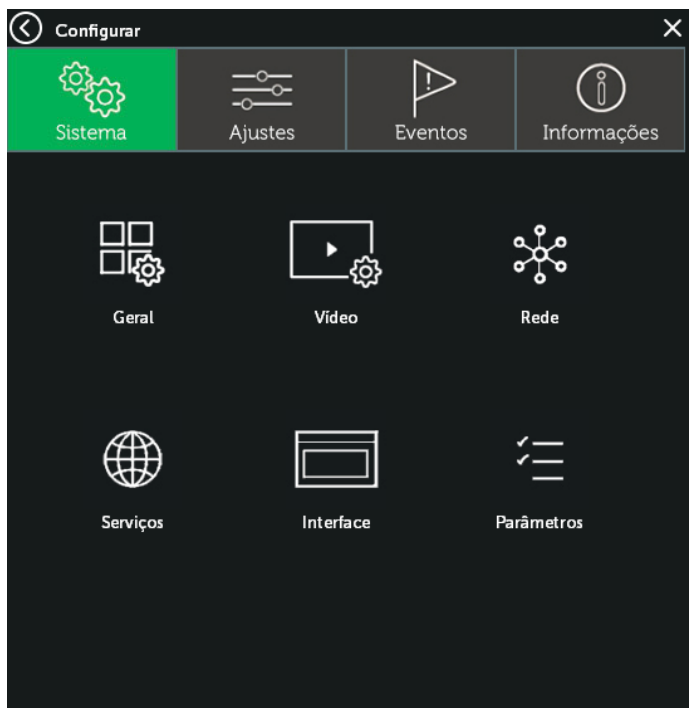 Configurar
Sistema Ajustes Eventos Informações
Geral Vídeo Rede
Serviços Interface Parâmetros